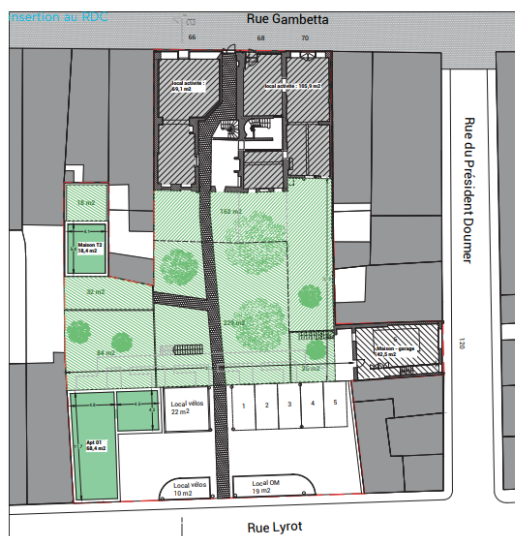 Insertion au RDC
Rue Gambetta
66
68
70
local activité :
69,1 m2
local activité : 105,9 m2
Rue du Président Doumer
18 m2
Maison T3
18,4 m2
162 m2
32 m2
229 m2
84 m2
25 m2
Maison - garage
42,5 m2
120
Local vélos
22 m2
1
2
3
4
5
Apt 01
68,4 m2
Local vélos
10 m2
Local OM
19 m2
Rue Lyrot